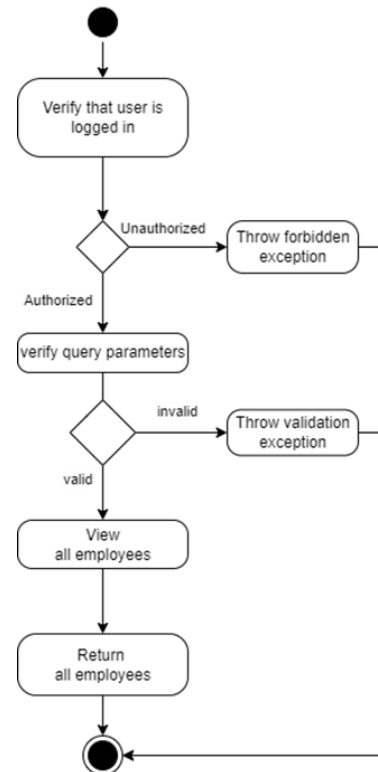 Verify that user is
logged in
Unauthorized
Throw forbidden
exception
Authorized
verify query parameters
invalid
Throw validation
exception
valid
View
all employees
Return
all employees